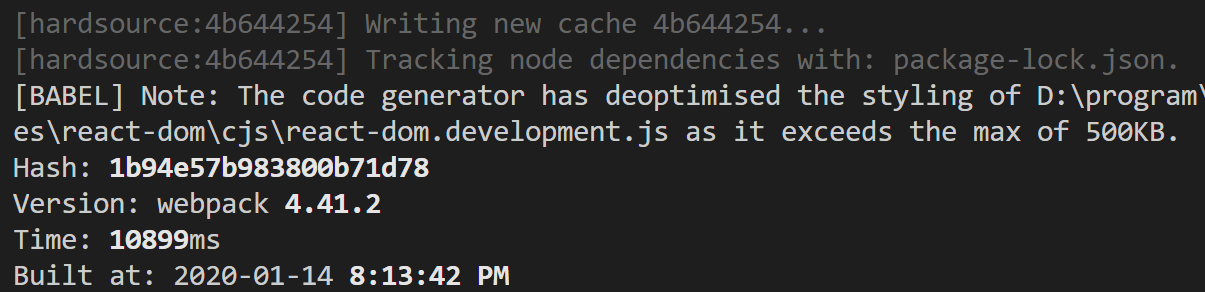 [hardsource:4b644254] Writing new cache 4b644254...
[hardsource:4b644254] Tracking node dependencies with: package-lock.json.
[BABEL] Note: The code generator has deoptimised the styling of D:\program\
es\react-dom\cjs\react-dom.development.js as it exceeds the max of 500KB.
Hash: 1b94e57b983800b71d78
Version: webpack 4.41.2
Time: 10899ms
Built at: 2020-01-14 8:13:42 PM